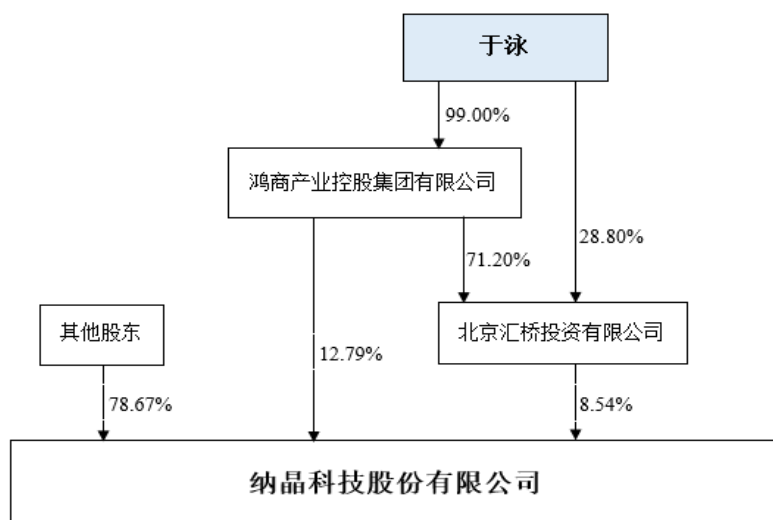 于泳
99.00%
鸿商产业控股集团有限公司
71.20%
28.80%
其他股东
北京汇桥投资有限公司
12.79%
78.67%
8.54%
纳晶科技股份有限公司